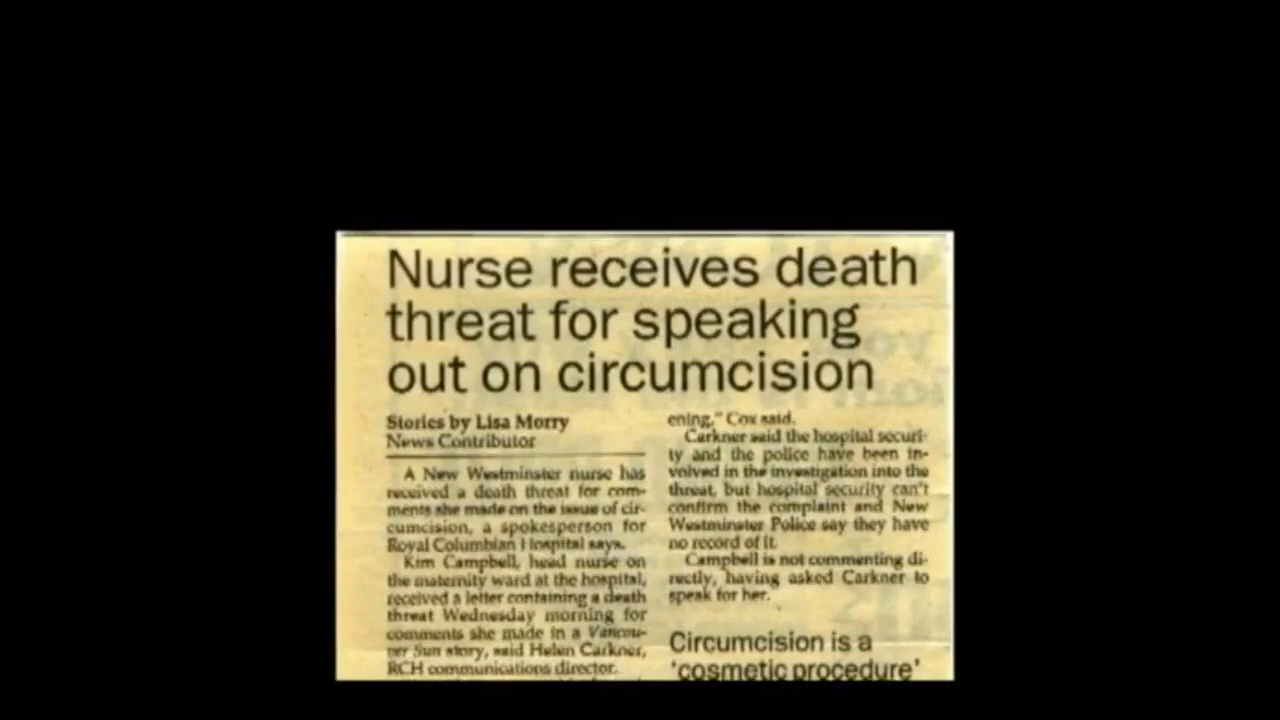 Nurse receives death
threat for speaking
out on circumcision
Stories by Lisa Morry
News Contributor
A New Westminster nurse has
received a death threat for com-
ments she made on the issue of cir-
cumcision, a spokesperson for
Royal Columbian Hospital says.
Kim Campbell, head nurse on
the maternity ward at the hospital,
received a letter containing a death
threat Wednesday morning for
comments she made in a Vancou-
ver Sun story, said Helen Carkner,
RCH communications director.
ening," Cox said.
Carkner said the hospital securi-
ty and the police have been in-
volved in the investigation into the
threat, but hospital security can't
confirm the complaint and New
Westminster Police say they have
no record of it.
Campbell is not commenting di-
rectly, having asked Carkner to
speak for her.
Circumcision is a
'cosmetic procedure'